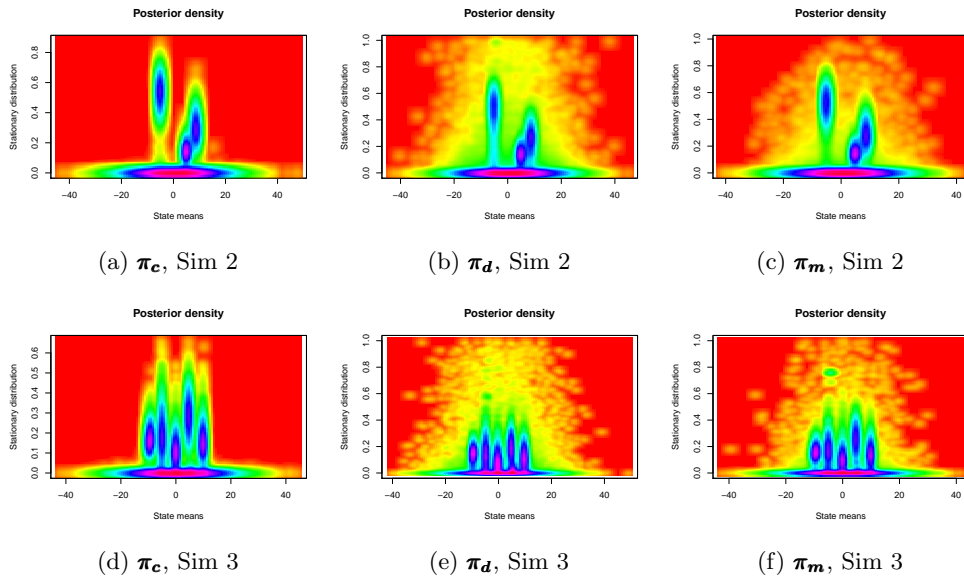 Posterior density
Stationary distribution
0.0 0.2 0.4 0.6 0.8
−40 −20 0 20 40
State means
(a) π_c, Sim 2
Posterior density
Stationary distribution
0.0 0.2 0.4 0.6 0.8 1.0
−40 −20 0 20 40
State means
(b) π_d, Sim 2
Posterior density
Stationary distribution
0.0 0.2 0.4 0.6 0.8 1.0
−40 −20 0 20 40
State means
(c) π_m, Sim 2
Posterior density
Stationary distribution
0.0 0.1 0.2 0.3 0.4 0.5 0.6
−40 −20 0 20 40
State means
(d) π_c, Sim 3
Posterior density
Stationary distribution
0.0 0.2 0.4 0.6 0.8 1.0
−40 −20 0 20 40
State means
(e) π_d, Sim 3
Posterior density
Stationary distribution
0.0 0.2 0.4 0.6 0.8 1.0
−40 −20 0 20 40
State means
(f) π_m, Sim 3